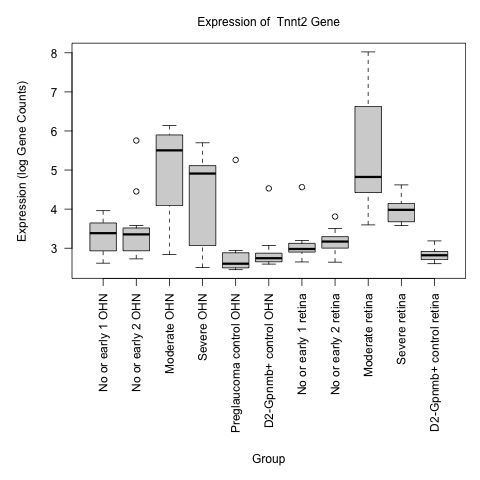 Expression of Tnnt2 Gene
Expression (log Gene Counts)
8
7
6
5
4
3
No or early 1 OHN
No or early 2 OHN
Moderate OHN
Severe OHN
Preglaucoma control OHN
D2-Gpnmb+ control OHN
No or early 1 retina
No or early 2 retina
Moderate retina
Severe retina
D2-Gpnmb+ control retina
Group